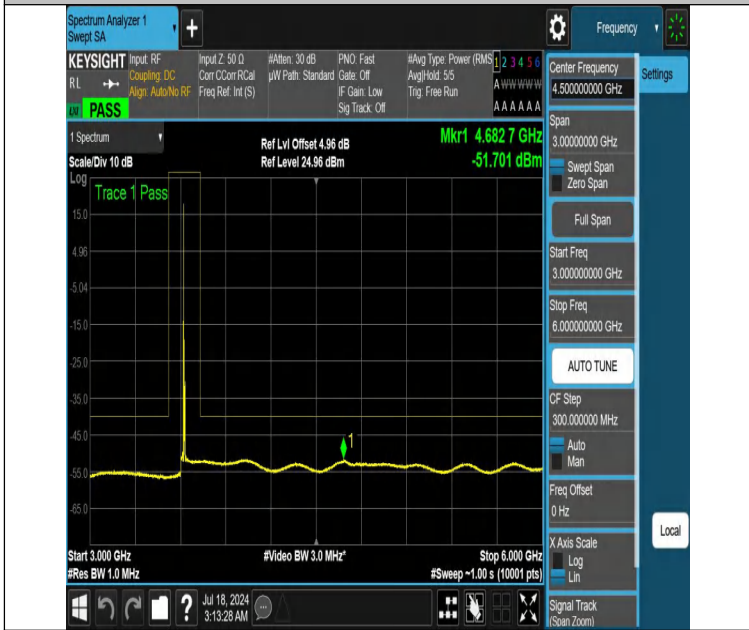 Spectrum Analyzer 1
Swept SA
Frequency
KEYSIGHT
RL
PASS
Input: RF
Coupling: DC
Align: Auto/No RF
Input Z: 50 Ω
Corr CCorr RCal
Freq Ref: Int (S)
#Atten: 30 dB
µW Path: Standard
PNO: Fast
Gate: Off
IF Gain: Low
Sig Track: Off
#Avg Type: Power (RMS
Avg|Hold: 5/5
Trig: Free Run
1 2 3 4 5 6
A W W W W W
A A A A A A
1 Spectrum
Scale/Div 10 dB
Ref Lvl Offset 4.96 dB
Ref Level 24.96 dBm
Mkr1 4.682 7 GHz
-51.701 dBm
Log
Trace 1 Pass
15.0
4.96
-5.04
-15.0
-25.0
-35.0
-45.0
-55.0
-65.0
1
Start 3.000 GHz
#Res BW 1.0 MHz
#Video BW 3.0 MHz*
Stop 6.000 GHz
#Sweep ~1.00 s (10001 pts)
Jul 18, 2024
3:13:28 AM
Center Frequency
4.500000000 GHz
Settings
Span
3.00000000 GHz
Swept Span
Zero Span
Full Span
Start Freq
3.000000000 GHz
Stop Freq
6.000000000 GHz
AUTO TUNE
CF Step
300.000000 MHz
Auto
Man
Freq Offset
0 Hz
X Axis Scale
Log
Lin
Signal Track
(Span Zoom)
Local